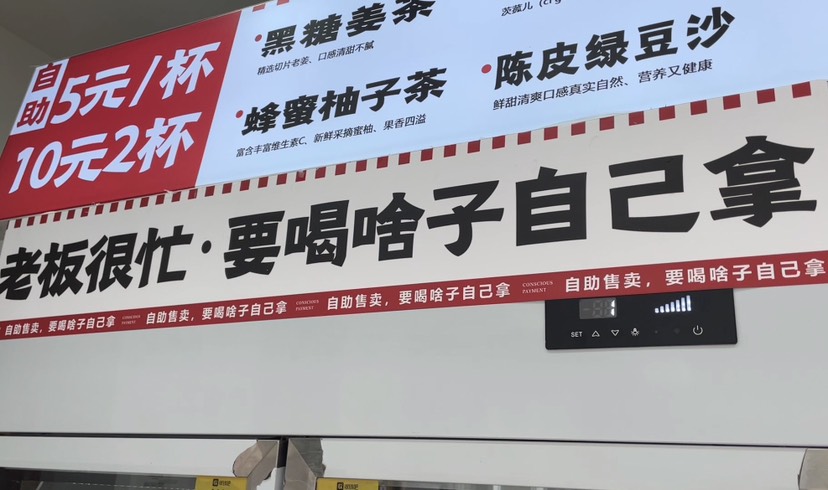 自助
5元/杯
10元2杯
·黑糖姜茶
精选切片老姜、口感清甜不腻
·蜂蜜柚子茶
富含丰富维生素C、新鲜采摘蜜柚、果香四溢
·陈皮绿豆沙
鲜甜清爽口感真实自然、营养又健康
老板很忙·要喝啥子自己拿
自助售卖，要喝啥子自己拿 CONSCIOUS PAYMENT 自助售卖，要喝啥子自己拿 CONSCIOUS PAYMENT 自助售卖，要喝啥子自己拿 CONSCIOUS PAYMENT 自助售卖，要喝啥子自己拿
SET